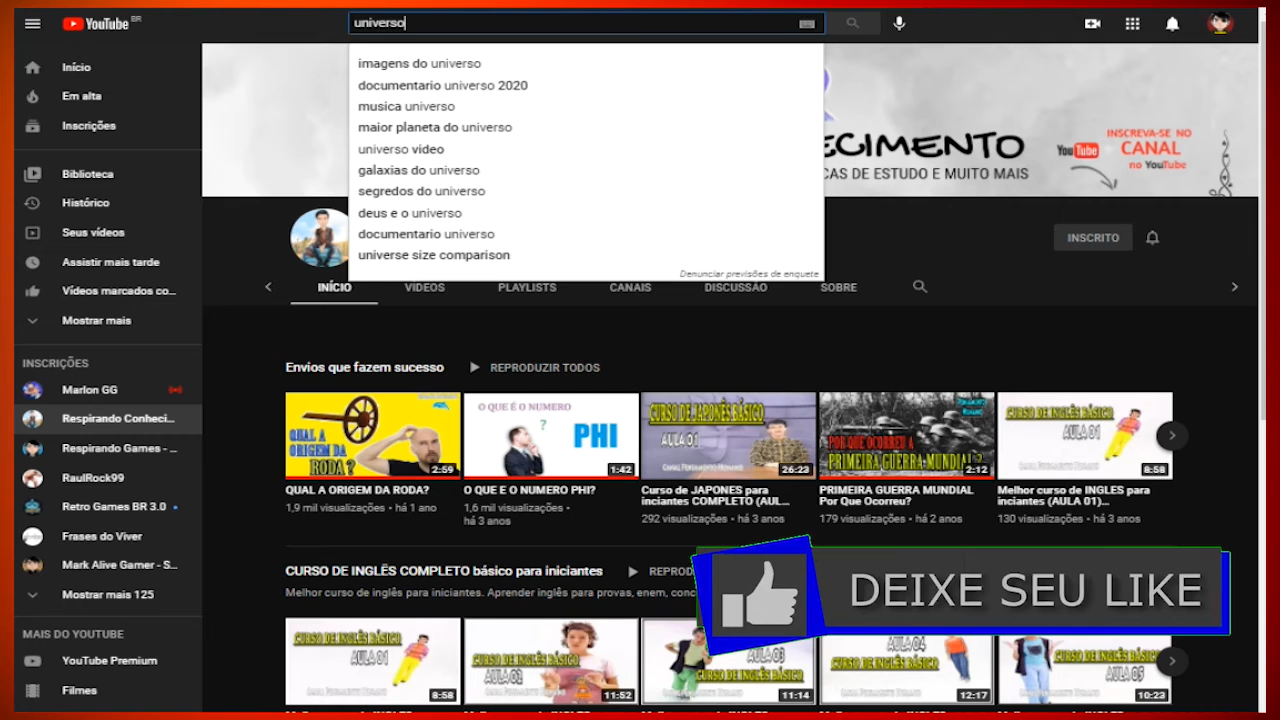 YouTube BR
universo
imagens do universo
documentario universo 2020
musica universo
maior planeta do universo
universo video
galaxias do universo
segredos do universo
deus e o universo
documentario universo
universe size comparison
Denunciar previsões de enquete
ECIMENTO
CAS DE ESTUDO E MUITO MAIS
YouTube
INSCREVA-SE NO
CANAL
no YouTube
INSCRITO
Início
Em alta
Inscrições
Biblioteca
Histórico
Seus vídeos
Assistir mais tarde
Vídeos marcados co...
Mostrar mais
INSCRIÇÕES
Marlon GG
Respirando Conheci...
Respirando Games - ...
RaulRock99
Retro Games BR 3.0
Frases do Viver
Mark Alive Gamer - S...
Mostrar mais 125
MAIS DO YOUTUBE
YouTube Premium
Filmes
INÍCIO VÍDEOS PLAYLISTS CANAIS DISCUSSÃO SOBRE
Envios que fazem sucesso REPRODUZIR TODOS
QUAL A
ORIGEM DA
RODA?
2:59
QUAL A ORIGEM DA RODA?
1,9 mil visualizações • há 1 ano
O QUE É O NUMERO
?
PHI
1:42
O QUE E O NUMERO PHI?
1,6 mil visualizações •
há 3 anos
CURSO DE JAPONÊS BÁSICO
AULA 01
26:23
Curso de JAPONES para
inciantes COMPLETO (AUL...
292 visualizações • há 3 anos
POR QUE OCORREU A
PRIMEIRA GUERRA MUNDIAL?
2:12
PRIMEIRA GUERRA MUNDIAL
Por Que Ocorreu?
179 visualizações • há 2 anos
CURSO DE INGLÊS BÁSICO
AULA 01
8:58
Melhor curso de INGLES para
inciantes (AULA 01)...
130 visualizações • há 3 anos
CURSO DE INGLÊS COMPLETO básico para iniciantes REPROD
Melhor curso de inglês para iniciantes. Aprender inglês para provas, enem, conc
DEIXE SEU LIKE
CURSO DE INGLÊS BÁSICO
AULA 01
8:58
CURSO DE INGLÊS BÁSICO
AULA 02
11:52
AULA 03
CURSO DE INGLÊS BÁSICO
11:14
AULA 04
CURSO DE INGLÊS BÁSICO
12:17
CURSO DE INGLÊS BÁSICO
AULA 05
10:23